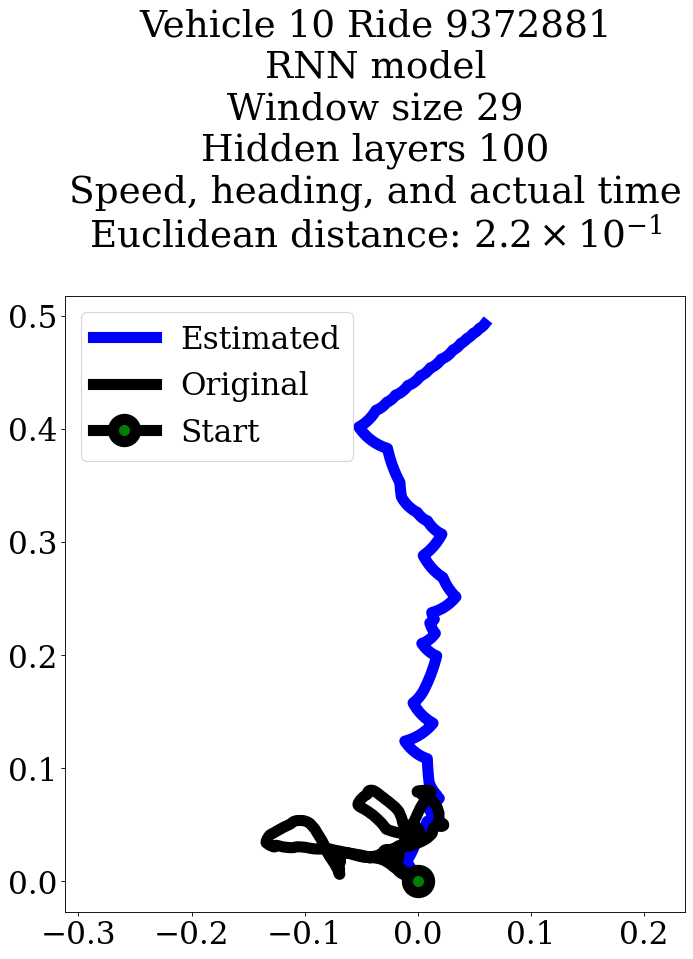 Vehicle 10 Ride 9372881
RNN model
Window size 29
Hidden layers 100
Speed, heading, and actual time
Euclidean distance: 2.2 × 10⁻¹
Estimated
Original
Start
0.5
0.4
0.3
0.2
0.1
0.0
−0.3 −0.2 −0.1 0.0 0.1 0.2